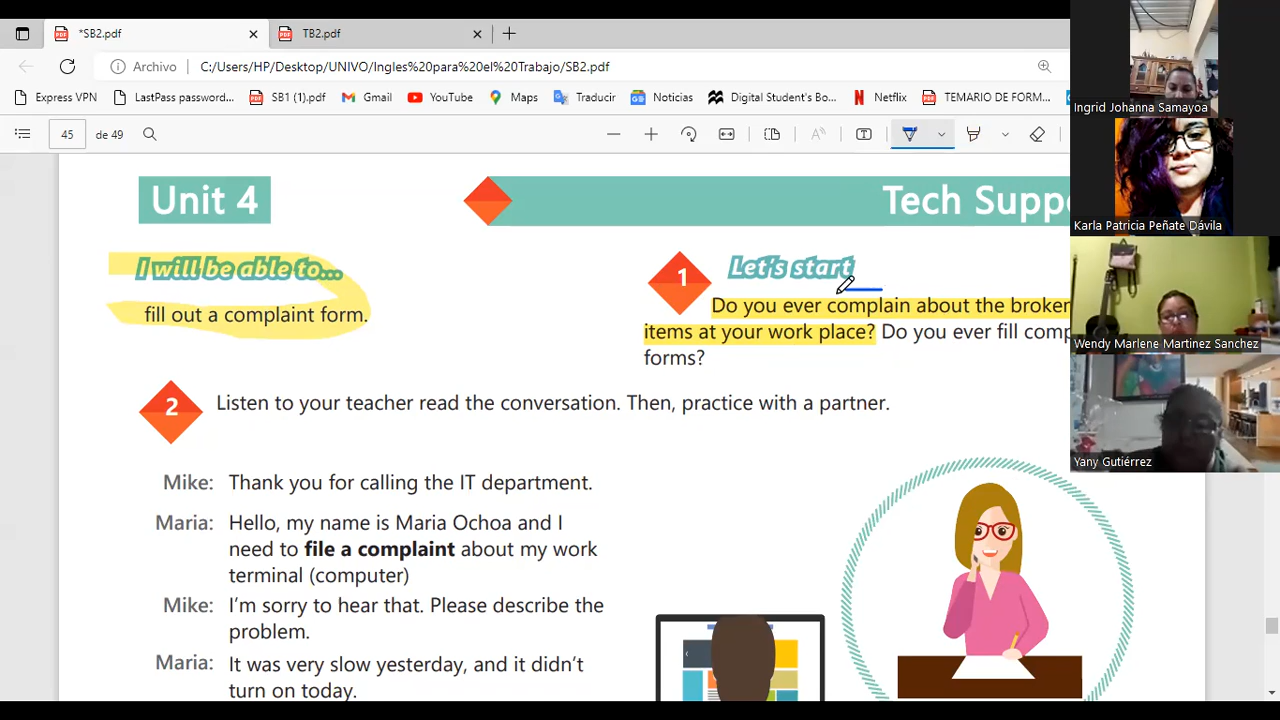 *SB2.pdf
TB2.pdf
Archivo
C:/Users/HP/Desktop/UNIVO/Ingles%20para%20el%20Trabajo/SB2.pdf
Express VPN
LastPass password...
SB1 (1).pdf
Gmail
YouTube
Maps
Traducir
Noticias
Digital Student's Bo...
Netflix
TEMARIO DE FORM...
45
de 49
Unit 4
Tech Supp
I will be able to...
fill out a complaint form.
1
Let's start
Do you ever complain about the broken
items at your work place? Do you ever fill comp
forms?
2
Listen to your teacher read the conversation. Then, practice with a partner.
Mike: Thank you for calling the IT department.
Maria: Hello, my name is Maria Ochoa and I
need to file a complaint about my work
terminal (computer)
Mike: I'm sorry to hear that. Please describe the
problem.
Maria: It was very slow yesterday, and it didn't
turn on today.
Ingrid Johanna Samayoa
Karla Patricia Peñate Dávila
Wendy Marlene Martinez Sanchez
Yany Gutiérrez